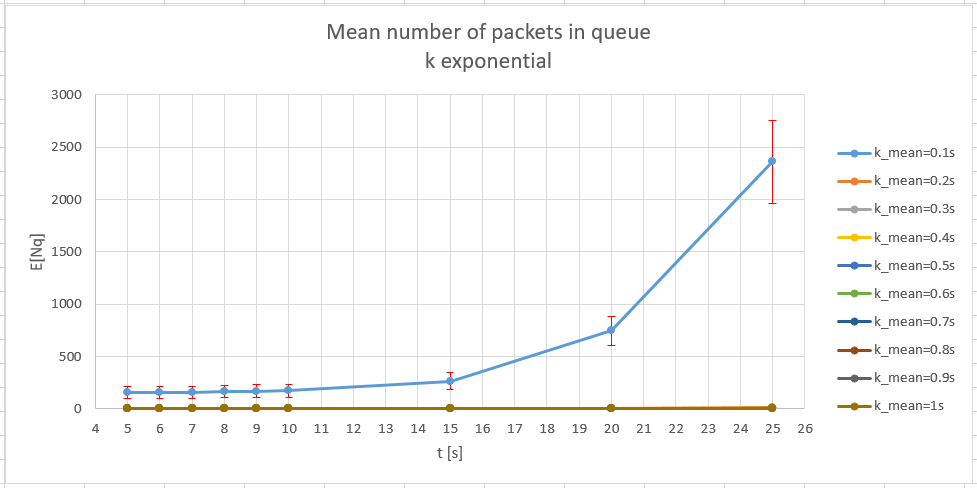 Mean number of packets in queue
k exponential
3000
2500
2000
1500
1000
500
0
E[Nq]
4 5 6 7 8 9 10 11 12 13 14 15 16 17 18 19 20 21 22 23 24 25 26
t [s]
k_mean=0.1s
k_mean=0.2s
k_mean=0.3s
k_mean=0.4s
k_mean=0.5s
k_mean=0.6s
k_mean=0.7s
k_mean=0.8s
k_mean=0.9s
k_mean=1s